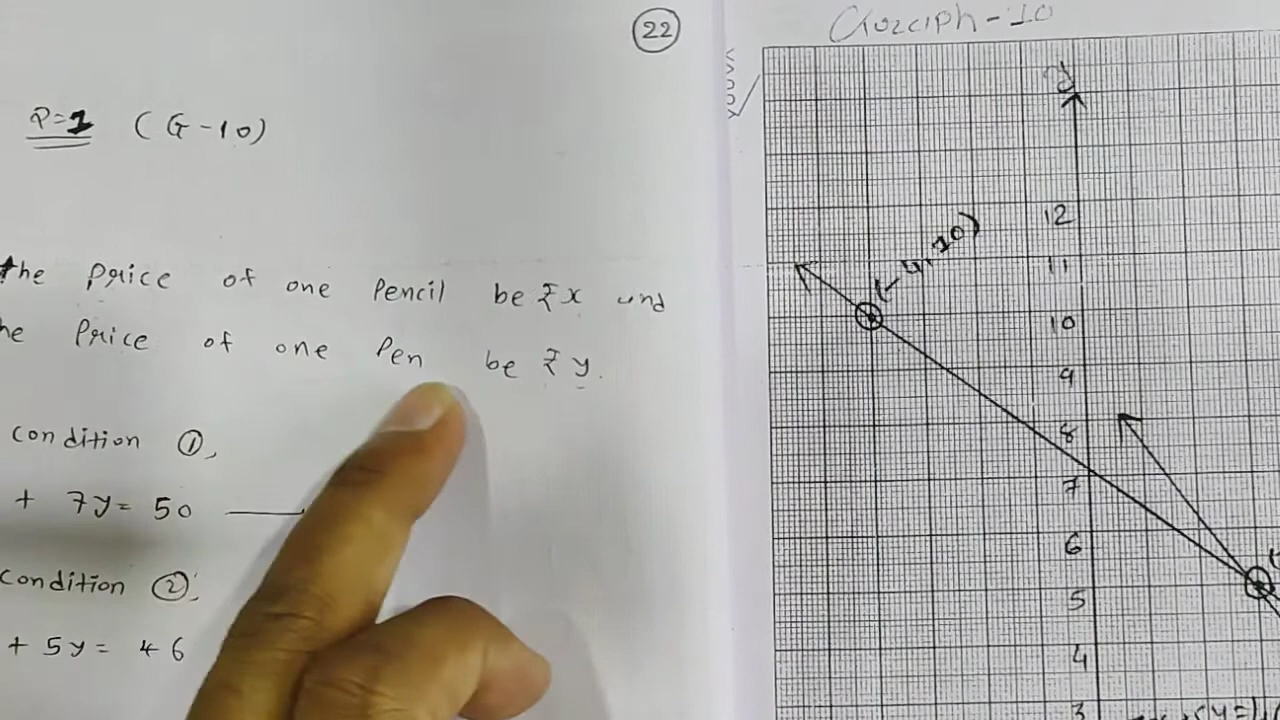 22
P=1 (G-10)
the Price of one Pencil be ₹x and
he Price of one Pen be ₹y.
condition ①,
+ 7y= 50
condition ②,
+ 5y= 46
Graph-10
y
12
(-4,10)
11
10
9
8
7
6
5
4
3